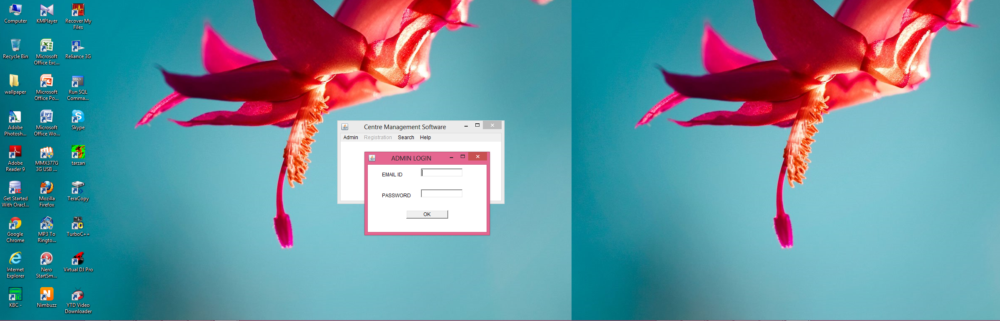 Computer
KMPlayer
Recover My
Files
Recycle Bin
Microsoft
Office Exc...
Reliance 3G
wallpaper
Microsoft
Office Po...
SQL>
Run SQL
Comma...
Adobe
Photosh...
Microsoft
Office Wo...
Skype
Adobe
Reader 9
MMX377G
3G USB ...
tarzan
Get Started
With Oracl...
Mozilla
Firefox
TeraCopy
Google
Chrome
MP3 To
Ringto...
MS
TurboC++
Internet
Explorer
Nero
StartSm...
Virtual DJ Pro
KBC -
Nimbuzz
YTD Video
Downloader
Centre Management Software
Admin Registration Search Help
ADMIN LOGIN
EMAIL ID
PASSWORD
OK